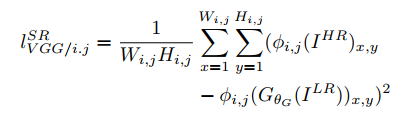 $l^{SR}_{VGG/i.j} = \frac{1}{W_{i,j}H_{i,j}} \sum_{x=1}^{W_{i,j}} \sum_{y=1}^{H_{i,j}} (\phi_{i,j}(I^{HR})_{x,y}$
$- \phi_{i,j}(G_{\theta_G}(I^{LR}))_{x,y})^2$